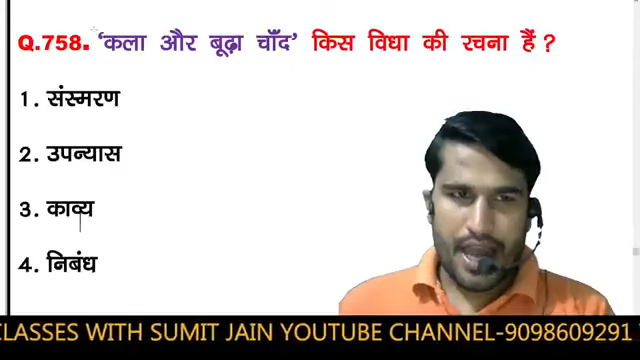 Q.758. ‘कला और बूढ़ा चाँद’ किस विधा की रचना हैं ?
1. संस्मरण
2. उपन्यास
3. काव्य
4. निबंध
CLASSES WITH SUMIT JAIN YOUTUBE CHANNEL-9098609291